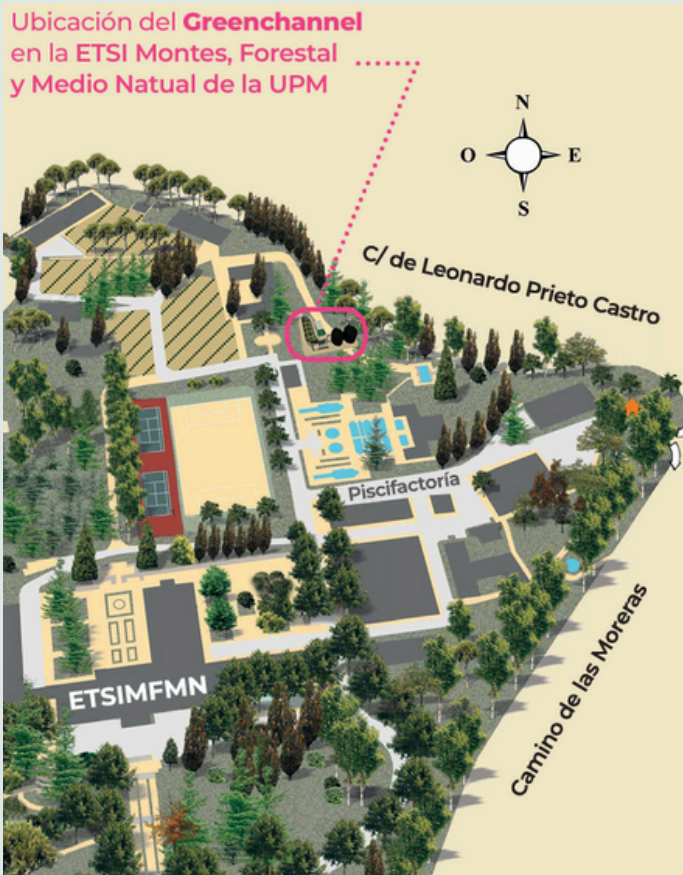 Ubicación del Greenchannel
en la ETSI Montes, Forestal
y Medio Natual de la UPM
N
O E
S
C/ de Leonardo Prieto Castro
Piscifactoría
ETSIMFMN
Camino de las Moreras